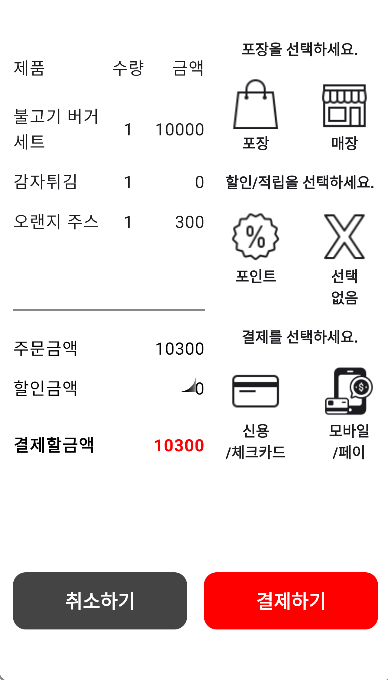 제품 수량 금액
불고기 버거
세트 1 10000
감자튀김 1 0
오랜지 주스 1 300
주문금액 10300
할인금액 0
결제할금액 10300
포장을 선택하세요.
포장 매장
할인/적립을 선택하세요.
%
포인트 선택
없음
결제를 선택하세요.
$
신용
/체크카드
모바일
/페이
취소하기 결제하기